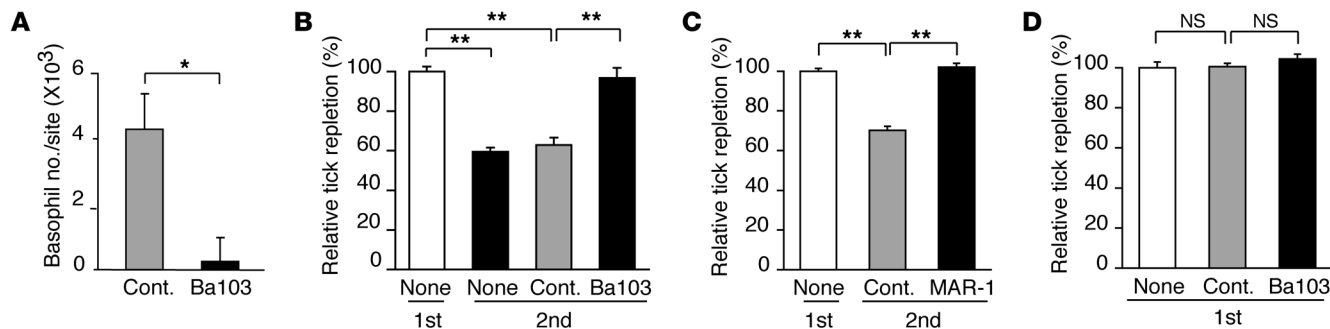 A
Basophil no./site (X10³)
6
4
2
0
*
Cont.
Ba103
B
Relative tick repletion (%)
100
80
60
40
20
0
**
**
**
None
None
Cont.
Ba103
1st
2nd
C
Relative tick repletion (%)
100
80
60
40
20
0
**
**
None
Cont.
MAR-1
1st
2nd
D
Relative tick repletion (%)
100
80
60
40
20
0
NS
NS
None
Cont.
Ba103
1st